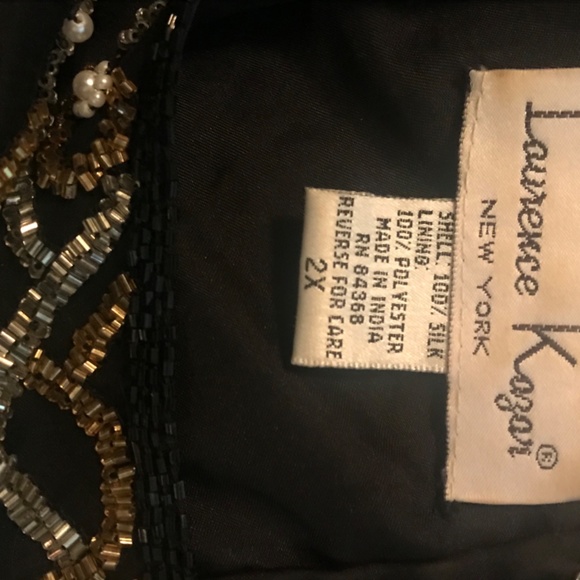 Laurence Kazar®
NEW YORK
SHELL: 100% SILK
LINING:
100% POLYESTER
MADE IN INDIA
RN 84368
REVERSE FOR CARE
2X